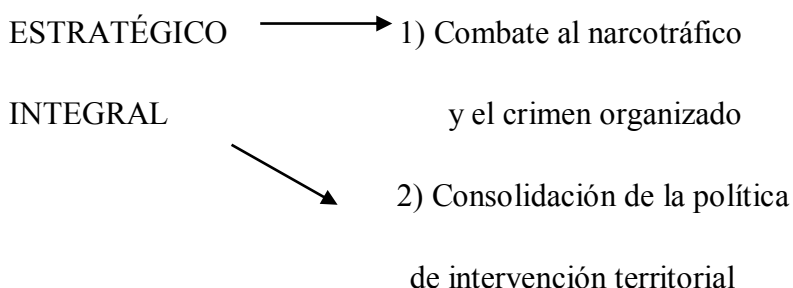 ESTRATÉGICO 1) Combate al narcotráfico
INTEGRAL y el crimen organizado
2) Consolidación de la política
de intervención territorial